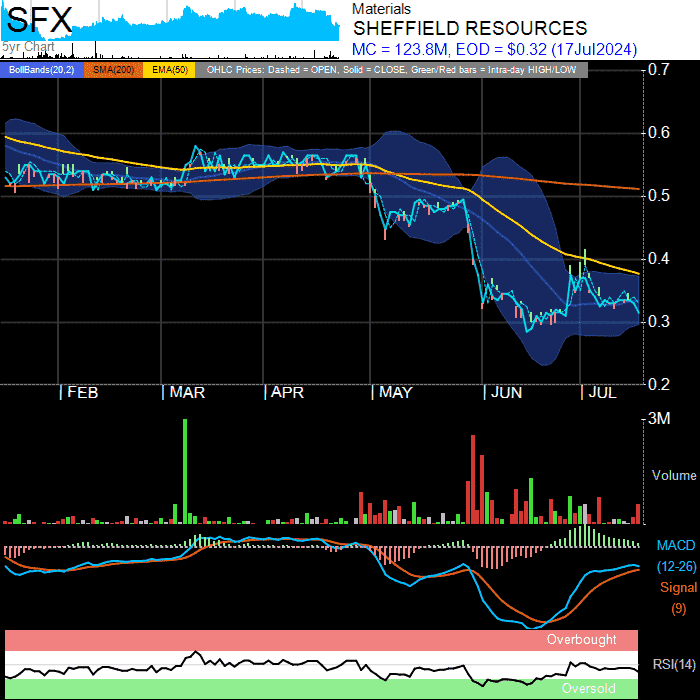 SFX
5yr Chart
Materials
SHEFFIELD RESOURCES
MC = 123.8M, EOD = $0.32 (17Jul2024)
BollBands(20,2) SMA(200) EMA(50) OHLC Prices: Dashed = OPEN, Solid = CLOSE, Green/Red bars = Intra-day HIGH/LOW
0.7
0.6
0.5
0.4
0.3
0.2
FEB MAR APR MAY JUN JUL
3M
Volume
MACD
(12-26)
Signal
(9)
Overbought
RSI(14)
Oversold